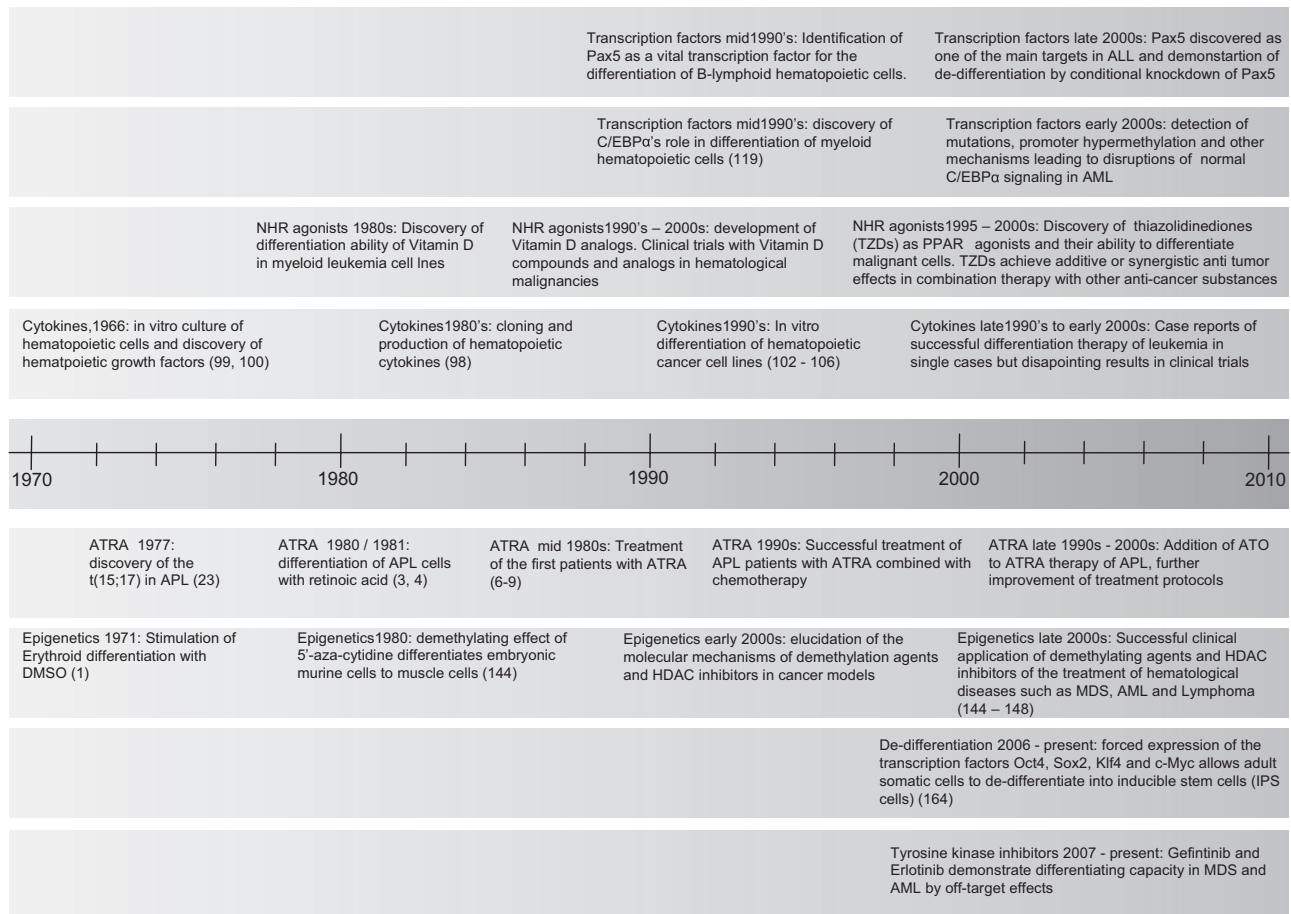 Transcription factors mid1990's: Identification of
Pax5 as a vital transcription factor for the
differentiation of B-lymphoid hematopoietic cells.
Transcription factors late 2000s: Pax5 discovered as
one of the main targets in ALL and demonstartion of
de-differentiation by conditional knockdown of Pax5
Transcription factors mid1990's: discovery of
C/EBPα's role in differentiation of myeloid
hematopoietic cells (119)
Transcription factors early 2000s: detection of
mutations, promoter hypermethylation and other
mechanisms leading to disruptions of normal
C/EBPα signaling in AML
NHR agonists 1980s: Discovery of
differentiation ability of Vitamin D
in myeloid leukemia cell lnes
NHR agonists1990's – 2000s: development of
Vitamin D analogs. Clinical trials with Vitamin D
compounds and analogs in hematological
malignancies
NHR agonists1995 – 2000s: Discovery of thiazolidinediones
(TZDs) as PPAR agonists and their ability to differentiate
malignant cells. TZDs achieve additive or synergistic anti tumor
effects in combination therapy with other anti-cancer substances
Cytokines,1966: in vitro culture of
hematopoietic cells and discovery of
hematpoietic growth factors (99, 100)
Cytokines1980's: cloning and
production of hematopoietic
cytokines (98)
Cytokines1990's: In vitro
differentiation of hematopoietic
cancer cell lines (102 - 106)
Cytokines late1990's to early 2000s: Case reports of
successful differentiation therapy of leukemia in
single cases but disapointing results in clinical trials
1970 1980 1990 2000 2010
ATRA 1977:
discovery of the
t(15;17) in APL (23)
ATRA 1980 / 1981:
differentiation of APL cells
with retinoic acid (3, 4)
ATRA mid 1980s: Treatment
of the first patients with ATRA
(6-9)
ATRA 1990s: Successful treatment of
APL patients with ATRA combined with
chemotherapy
ATRA late 1990s - 2000s: Addition of ATO
to ATRA therapy of APL, further
improvement of treatment protocols
Epigenetics 1971: Stimulation of
Erythroid differentiation with
DMSO (1)
Epigenetics1980: demethylating effect of
5'-aza-cytidine differentiates embryonic
murine cells to muscle cells (144)
Epigenetics early 2000s: elucidation of the
molecular mechanisms of demethylation agents
and HDAC inhibitors in cancer models
Epigenetics late 2000s: Successful clinical
application of demethylating agents and HDAC
inhibitors of the treatment of hematological
diseases such as MDS, AML and Lymphoma
(144 – 148)
De-differentiation 2006 - present: forced expression of the
transcription factors Oct4, Sox2, Klf4 and c-Myc allows adult
somatic cells to de-differentiate into inducible stem cells (IPS
cells) (164)
Tyrosine kinase inhibitors 2007 - present: Gefintinib and
Erlotinib demonstrate differentiating capacity in MDS and
AML by off-target effects